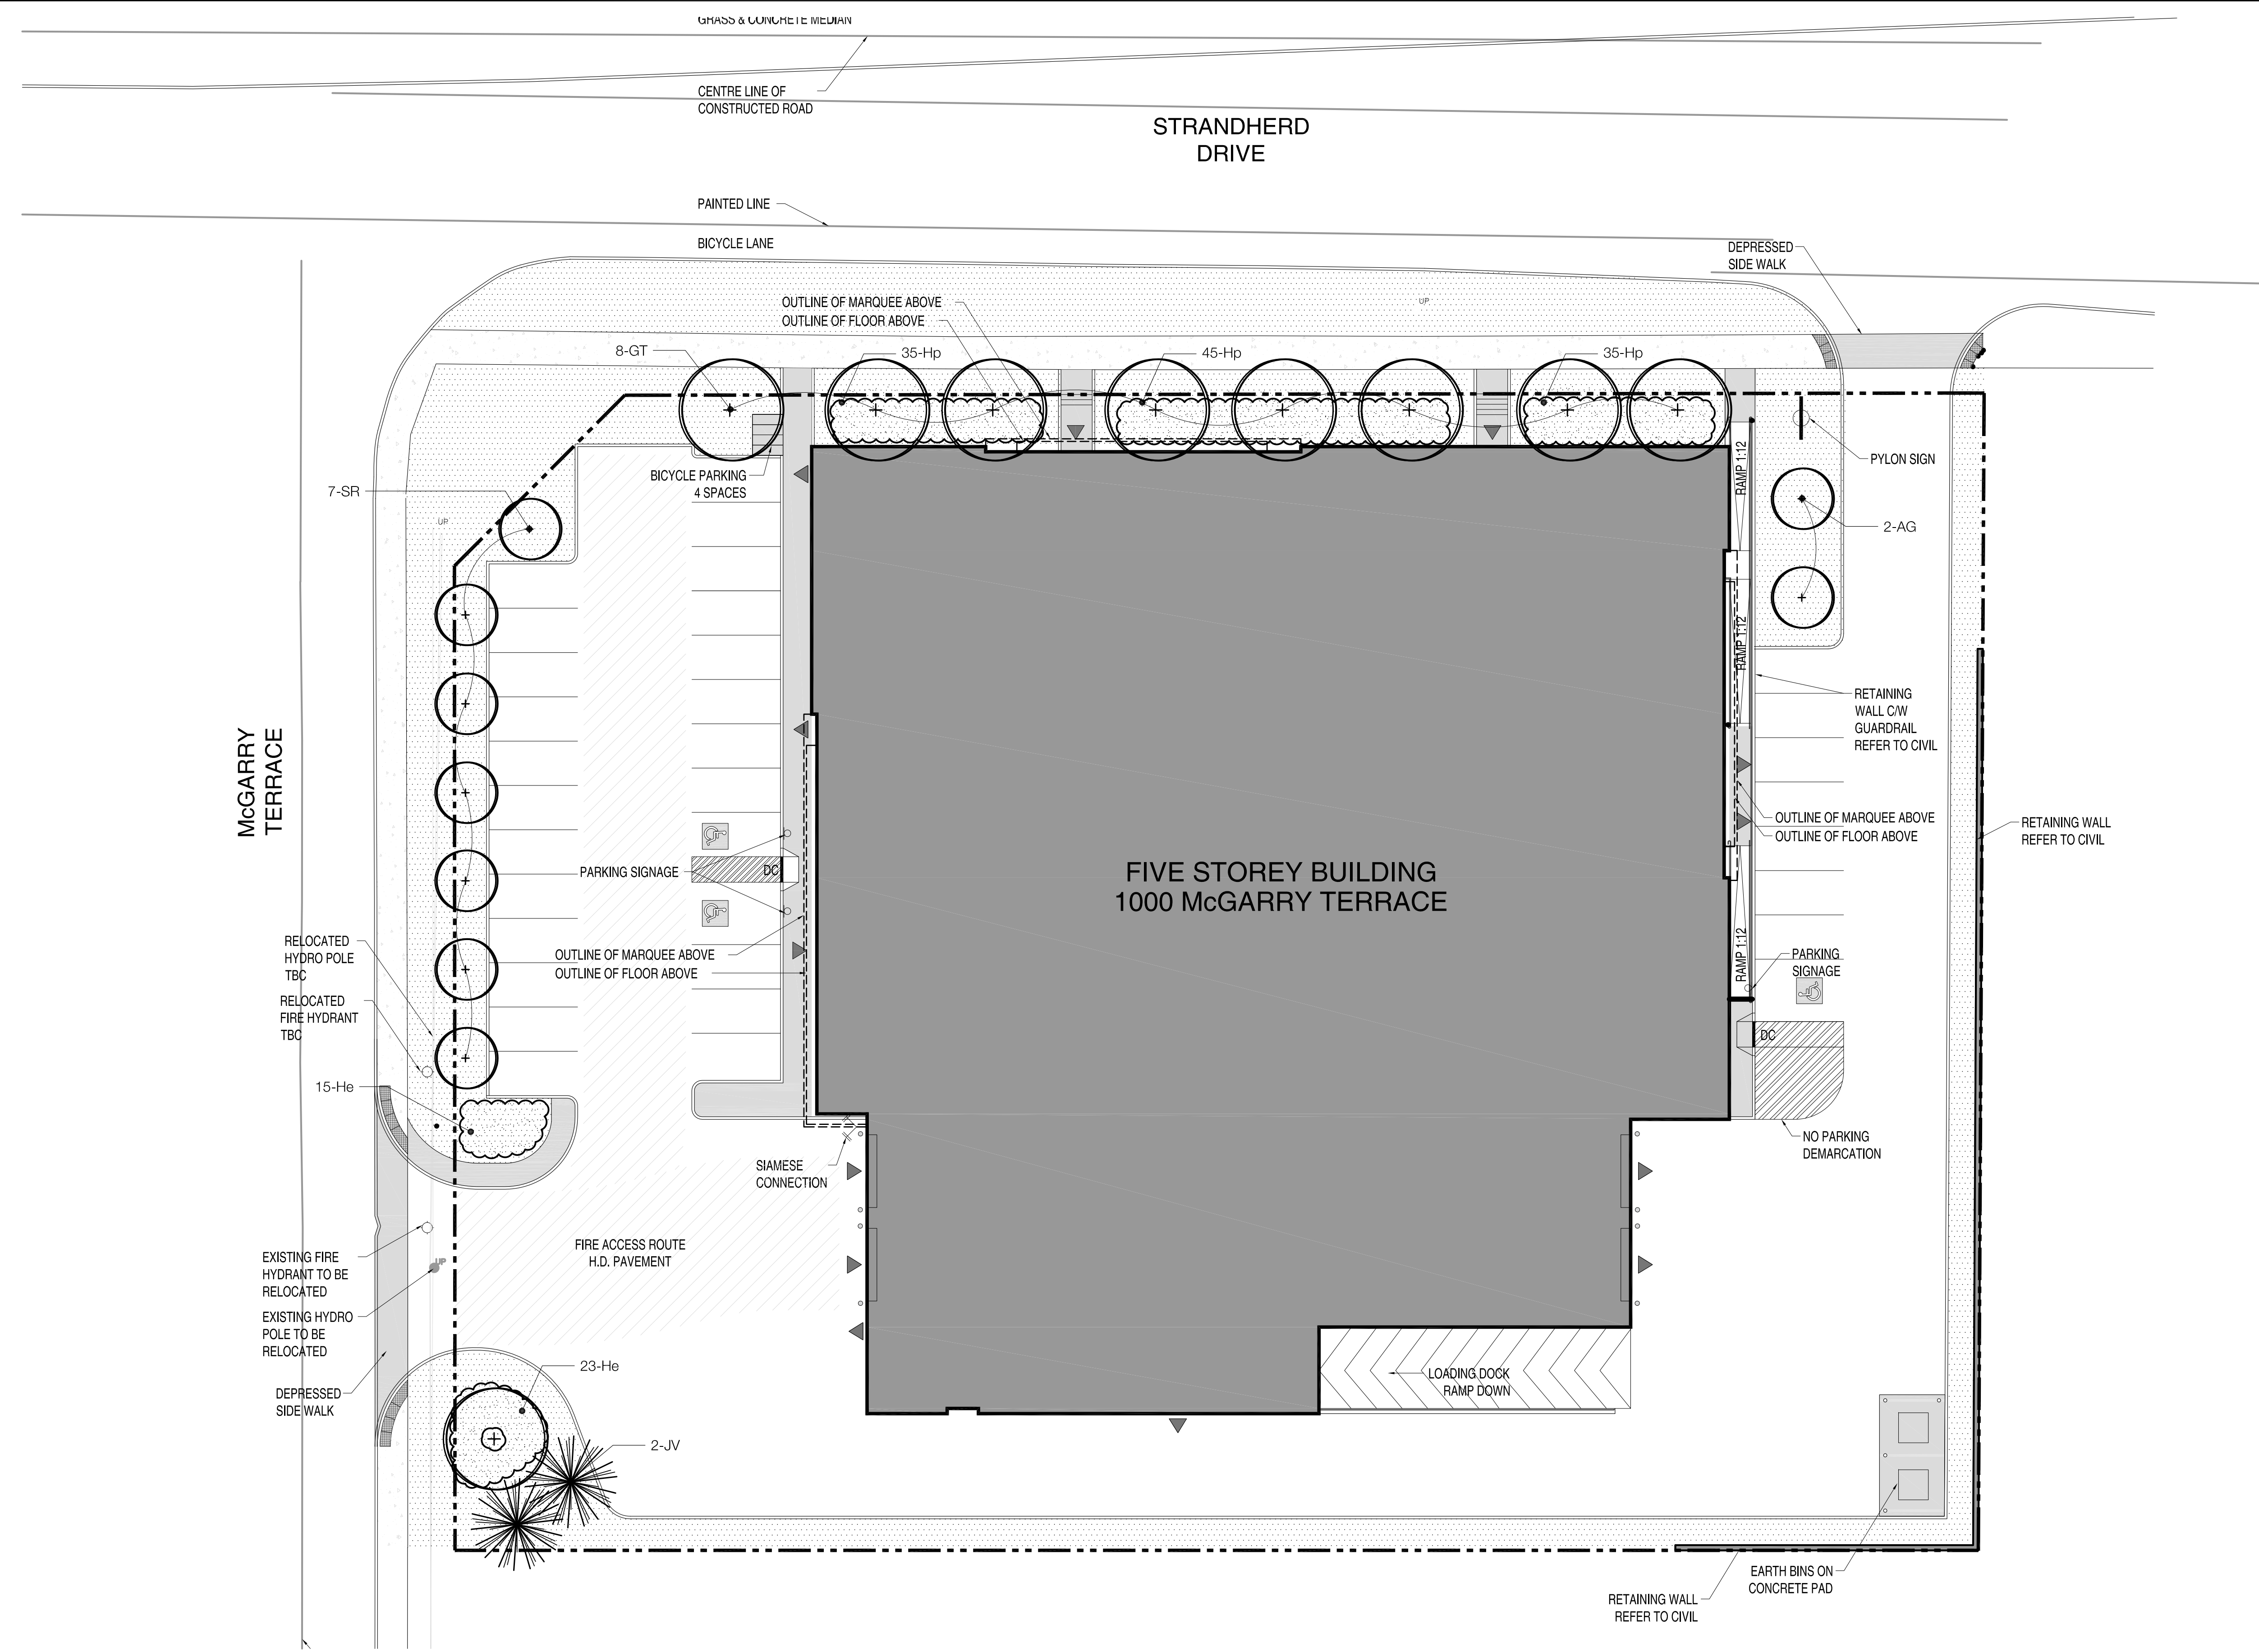 GRASS & CONCRETE MEDIAN
CENTRE LINE OF
CONSTRUCTED ROAD
STRANDHERD
DRIVE
PAINTED LINE
BICYCLE LANE
DEPRESSED
SIDE WALK
OUTLINE OF MARQUEE ABOVE
OUTLINE OF FLOOR ABOVE
UP
8-GT
35-Hp
45-Hp
35-Hp
BICYCLE PARKING
4 SPACES
RAMP 1:12
PYLON SIGN
7-SR
UP
2-AG
RAMP 1:12
RETAINING
WALL C/W
GUARDRAIL
REFER TO CIVIL
McGARRY
TERRACE
OUTLINE OF MARQUEE ABOVE
OUTLINE OF FLOOR ABOVE
RETAINING WALL
REFER TO CIVIL
PARKING SIGNAGE
DC
FIVE STOREY BUILDING
1000 McGARRY TERRACE
RELOCATED
HYDRO POLE
TBC
OUTLINE OF MARQUEE ABOVE
OUTLINE OF FLOOR ABOVE
RAMP 1:12
PARKING
SIGNAGE
RELOCATED
FIRE HYDRANT
TBC
DC
15-He
SIAMESE
CONNECTION
NO PARKING
DEMARCATION
FIRE ACCESS ROUTE
H.D. PAVEMENT
EXISTING FIRE
HYDRANT TO BE
RELOCATED
UP
EXISTING HYDRO
POLE TO BE
RELOCATED
23-He
LOADING DOCK
RAMP DOWN
DEPRESSED
SIDE WALK
2-JV
EARTH BINS ON
CONCRETE PAD
RETAINING WALL
REFER TO CIVIL